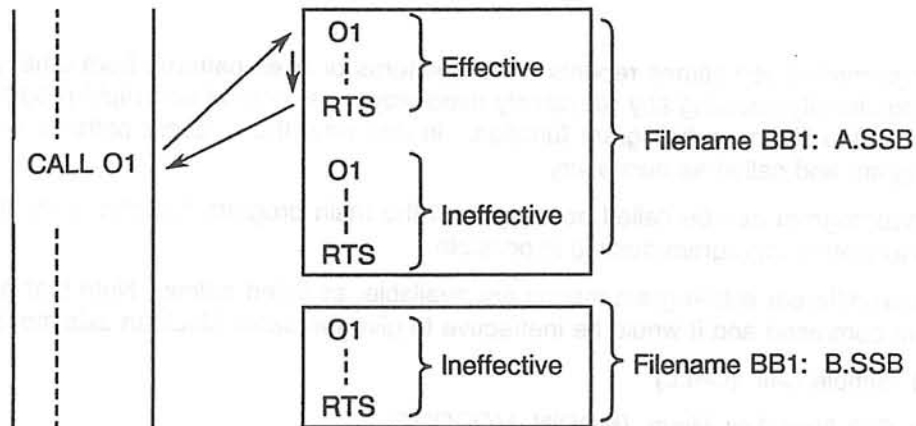 O1
Effective
RTS
Filename BB1: A.SSB
CALL O1
O1
Ineffective
RTS
O1
Ineffective
Filename BB1: B.SSB
RTS